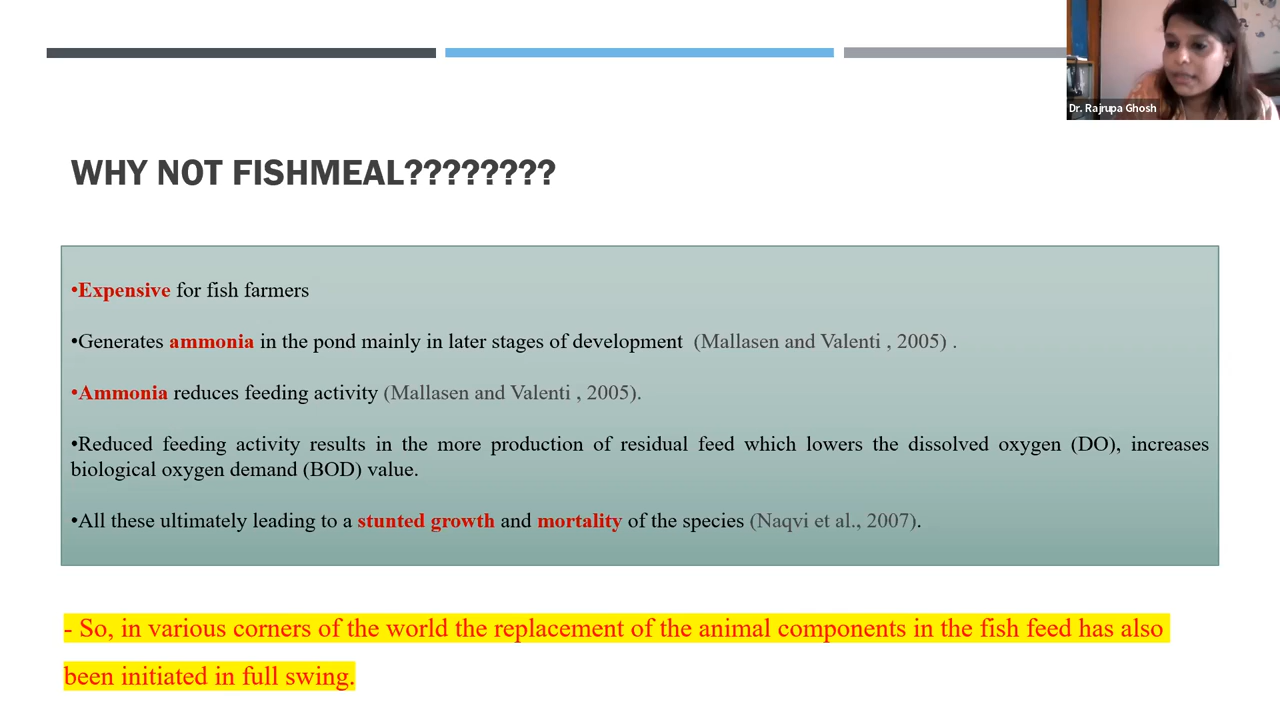 Dr. Rajrupa Ghosh
WHY NOT FISHMEAL????????
•Expensive for fish farmers
•Generates ammonia in the pond mainly in later stages of development (Mallasen and Valenti , 2005) .
•Ammonia reduces feeding activity (Mallasen and Valenti , 2005).
•Reduced feeding activity results in the more production of residual feed which lowers the dissolved oxygen (DO), increases
biological oxygen demand (BOD) value.
•All these ultimately leading to a stunted growth and mortality of the species (Naqvi et al., 2007).
- So, in various corners of the world the replacement of the animal components in the fish feed has also
been initiated in full swing.